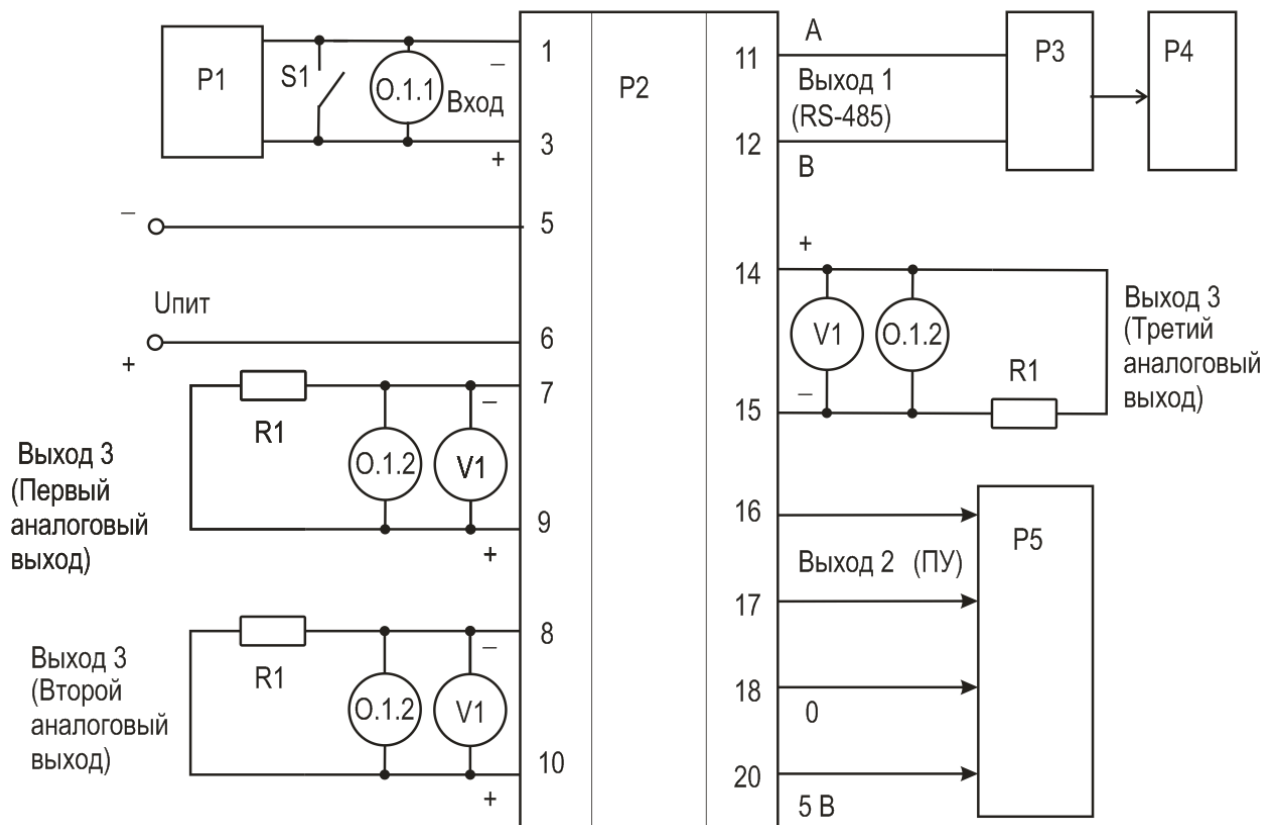 P1
S1
О.1.1
Вход
–
+
1
3
–
5
Uпит
6
+
7
R1
–
О.1.2
V1
Выход 3
(Первый
аналоговый
выход)
9
+
8
R1
–
О.1.2
V1
Выход 3
(Второй
аналоговый
выход)
10
+
P2
11
A
Выход 1
(RS-485)
12
B
P3
P4
+
14
V1
О.1.2
R1
–
15
Выход 3
(Третий
аналоговый
выход)
16
Выход 2 (ПУ)
17
18
0
20
5 В
P5